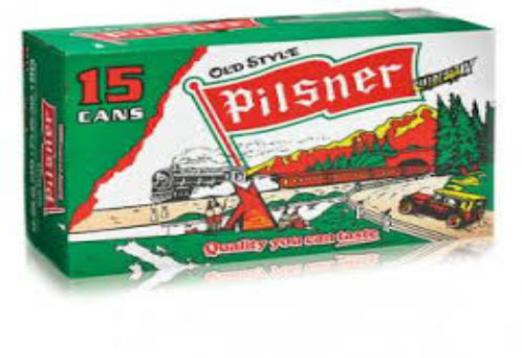 15
CANS
OLD STYLE
Pilsner
Quality you can taste
Pilsner